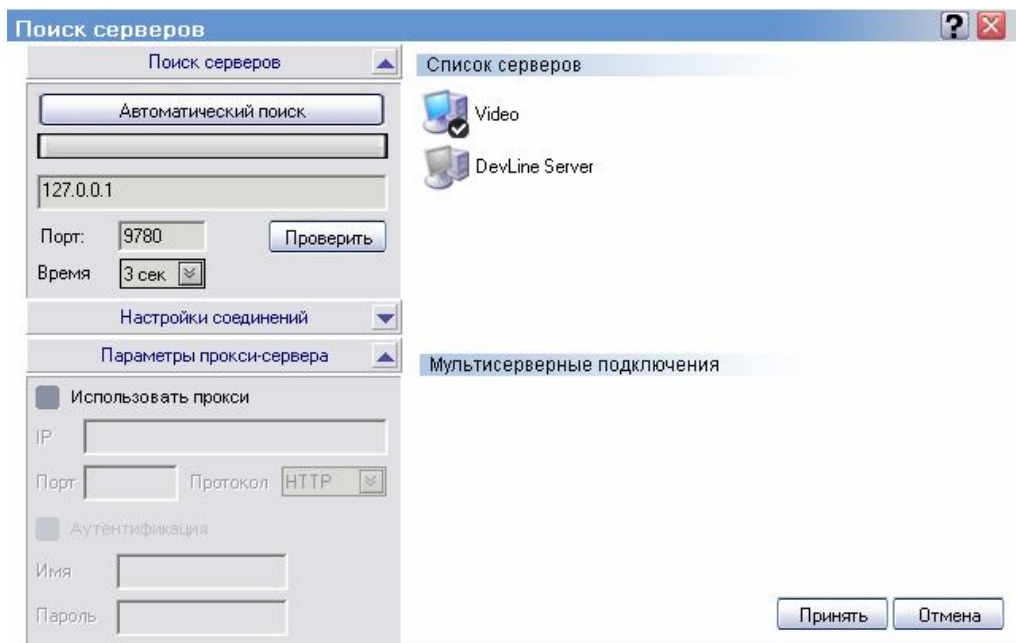 Поиск серверов
Поиск серверов
Автоматический поиск
127.0.0.1
Порт: 9780 Проверить
Время 3 сек
Настройки соединений
Параметры прокси-сервера
Использовать прокси
IP
Порт Протокол HTTP
Аутентификация
Имя
Пароль
Список серверов
Video
DevLine Server
Мультисерверные подключения
Принять Отмена